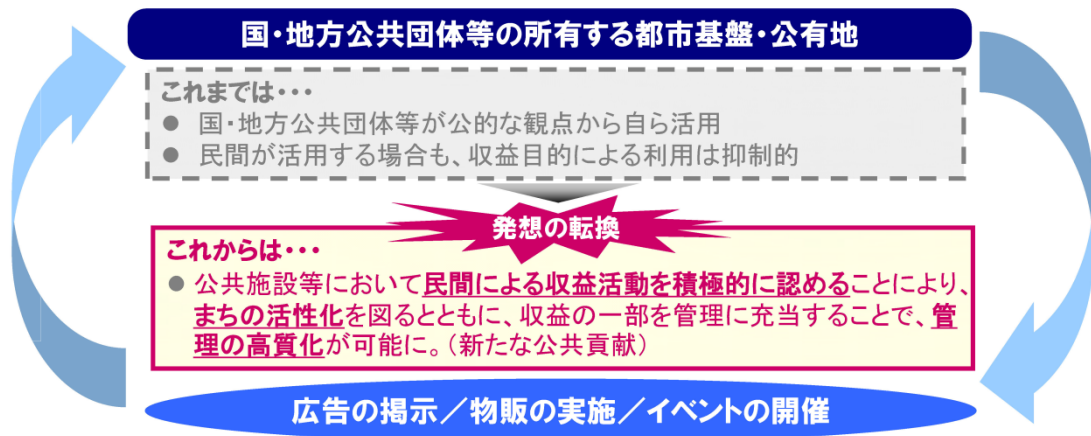 国・地方公共団体等の所有する都市基盤・公有地
これまでは・・・
● 国・地方公共団体等が公的な観点から自ら活用
● 民間が活用する場合も、収益目的による利用は抑制的
発想の転換
これからは・・・
● 公共施設等において民間による収益活動を積極的に認めることにより、
まちの活性化を図るとともに、収益の一部を管理に充当することで、管
理の高質化が可能に。（新たな公共貢献）
広告の掲示／物販の実施／イベントの開催